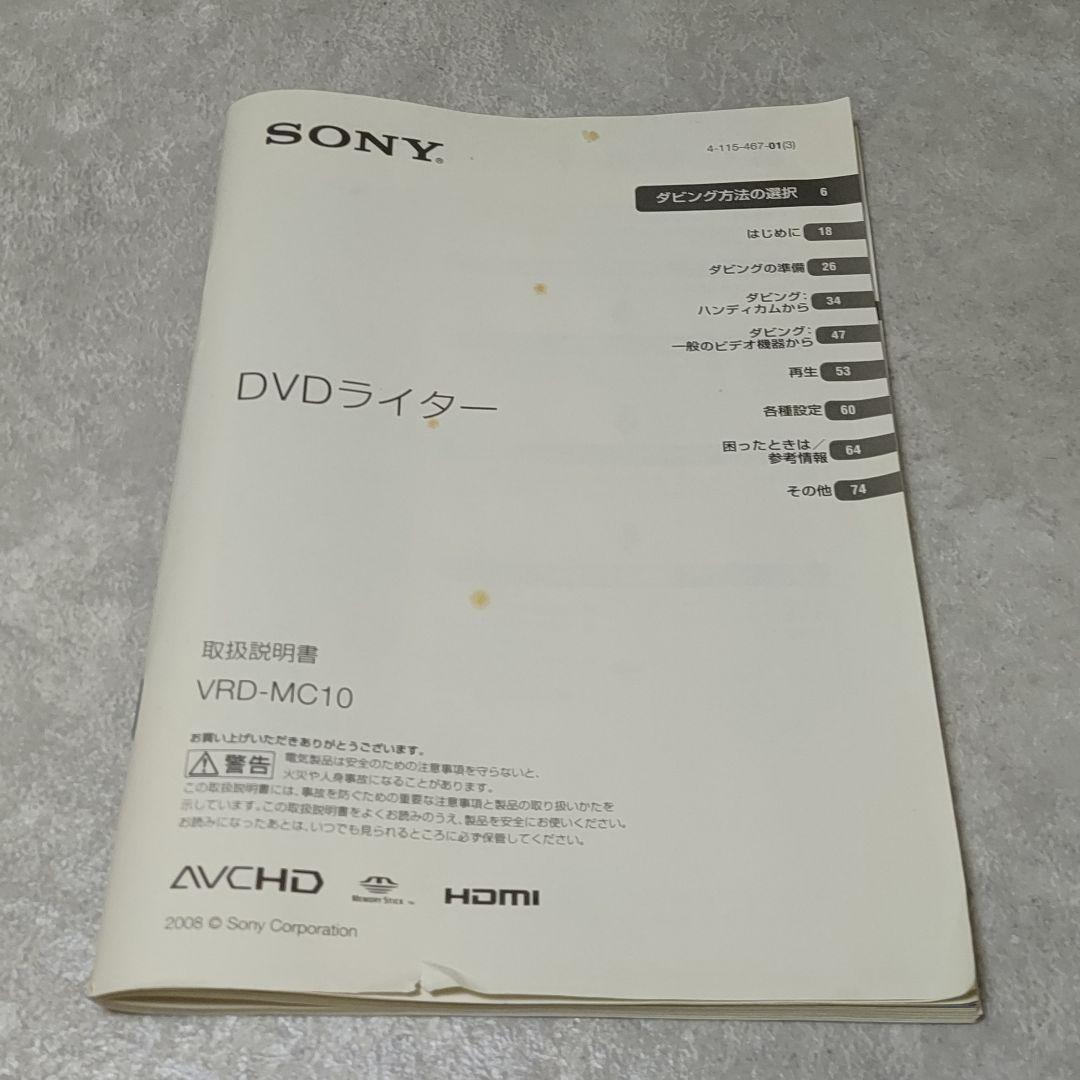 SONY®
4-115-467-01(3)
ダビング方法の選択 6
はじめに 18
ダビングの準備 26
ダビング：
ハンディカムから 34
ダビング：
一般のビデオ機器から 47
再生 53
各種設定 60
困ったときは／
参考情報 64
その他 74
DVDライター
取扱説明書
VRD-MC10
お買い上げいただきありがとうございます。
警告
電気製品は安全のための注意事項を守らないと、
火災や人身事故になることがあります。
この取扱説明書には、事故を防ぐための重要な注意事項と製品の取り扱いかたを
示しています。この取扱説明書をよくお読みのうえ、製品を安全にお使いください。
お読みになったあとは、いつでも見られるところに必ず保管してください。
AVCHD
MEMORY STICK ™
HDMI
2008 © Sony Corporation